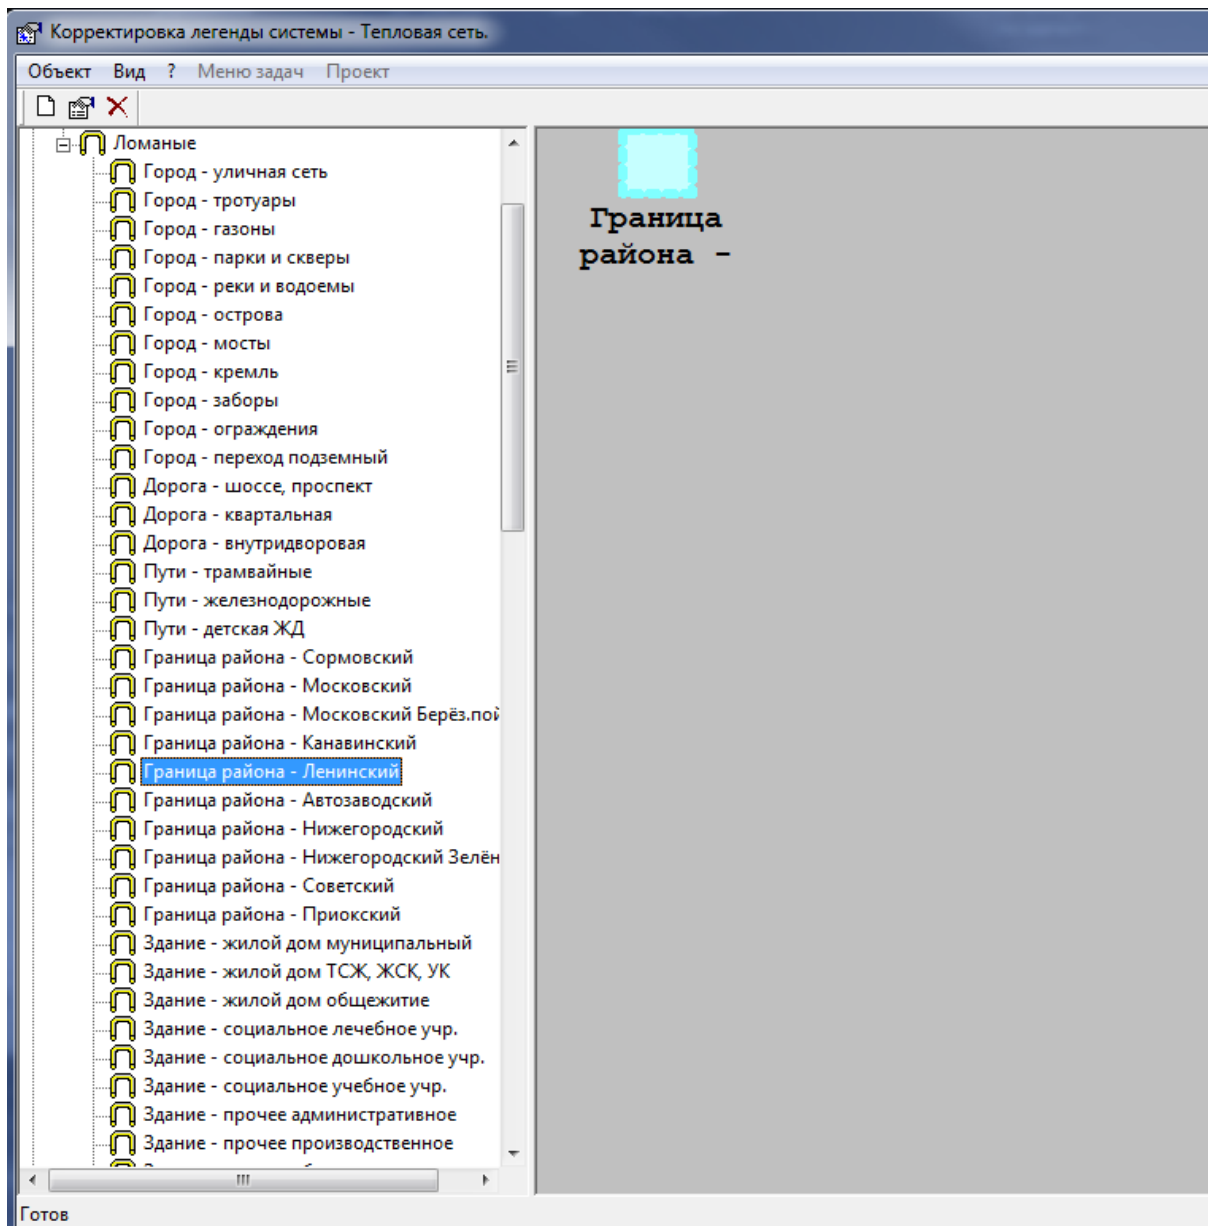 Корректировка легенды системы - Тепловая сеть.
Объект Вид ? Меню задач Проект
Ломаные
Город - уличная сеть
Город - тротуары
Город - газоны
Город - парки и скверы
Город - реки и водоемы
Город - острова
Город - мосты
Город - кремль
Город - заборы
Город - ограждения
Город - переход подземный
Дорога - шоссе, проспект
Дорога - квартальная
Дорога - внутридворовая
Пути - трамвайные
Пути - железнодорожные
Пути - детская ЖД
Граница района - Сормовский
Граница района - Московский
Граница района - Московский Берёз.пой
Граница района - Канавинский
Граница района - Ленинский
Граница района - Автозаводский
Граница района - Нижегородский
Граница района - Нижегородский Зелён
Граница района - Советский
Граница района - Приокский
Здание - жилой дом муниципальный
Здание - жилой дом ТСЖ, ЖСК, УК
Здание - жилой дом общежитие
Здание - социальное лечебное учр.
Здание - социальное дошкольное учр.
Здание - социальное учебное учр.
Здание - прочее административное
Здание - прочее производственное
Граница
района -
Готов